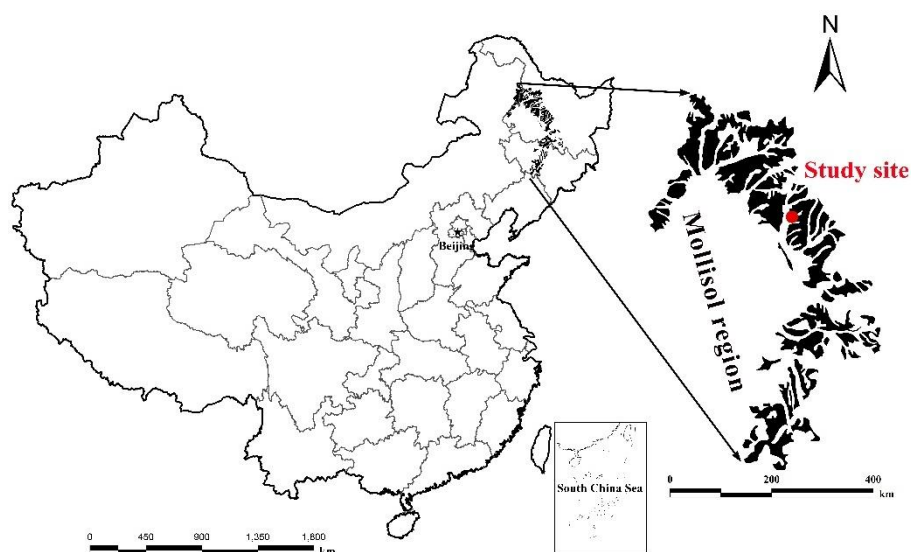 N
Study site
Mollisol region
Beijing
South China Sea
0 200 400
km
0 450 900 1,350 1,800
km